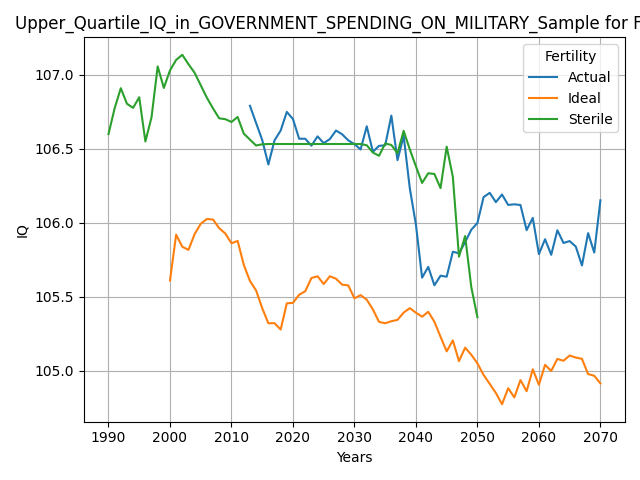 Upper_Quartile_IQ_in_GOVERNMENT_SPENDING_ON_MILITARY_Sample for F
Fertility
Actual
Ideal
Sterile
107.0
106.5
106.0
105.5
105.0
IQ
1990 2000 2010 2020 2030 2040 2050 2060 2070
Years